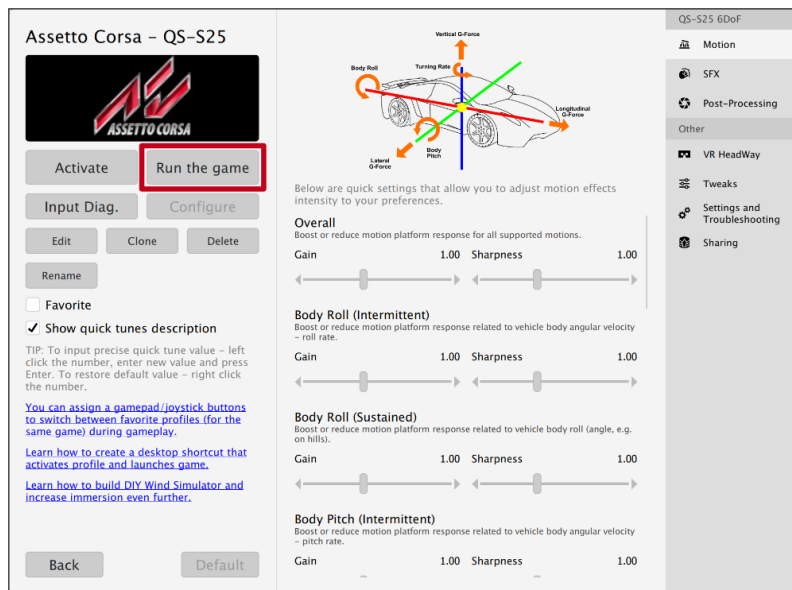 Assetto Corsa – QS–S25
ASSETTO CORSA
Activate
Run the game
Input Diag.
Configure
Edit
Clone
Delete
Rename
Favorite
Show quick tunes description
TIP: To input precise quick tune value – left
click the number, enter new value and press
Enter. To restore default value – right click
the number.
You can assign a gamepad/joystick buttons
to switch between favorite profiles (for the
same game) during gameplay.
Learn how to create a desktop shortcut that
activates profile and launches game.
Learn how to build DIY Wind Simulator and
increase immersion even further.
Back
Default
Vertical G-Force
Body Roll
Turning Rate
Longitudinal
G-Force
Body
Pitch
Lateral
G-Force
Below are quick settings that allow you to adjust motion effects
intensity to your preferences.
Overall
Boost or reduce motion platform response for all supported motions.
Gain 1.00 Sharpness 1.00
Body Roll (Intermittent)
Boost or reduce motion platform response related to vehicle body angular velocity
– roll rate.
Gain 1.00 Sharpness 1.00
Body Roll (Sustained)
Boost or reduce motion platform response related to vehicle body roll (angle, e.g.
on hills).
Gain 1.00 Sharpness 1.00
Body Pitch (Intermittent)
Boost or reduce motion platform response related to vehicle body angular velocity
– pitch rate.
Gain 1.00 Sharpness 1.00
QS–S25 6DoF
Motion
SFX
Post–Processing
Other
VR HeadWay
Tweaks
Settings and
Troubleshooting
Sharing